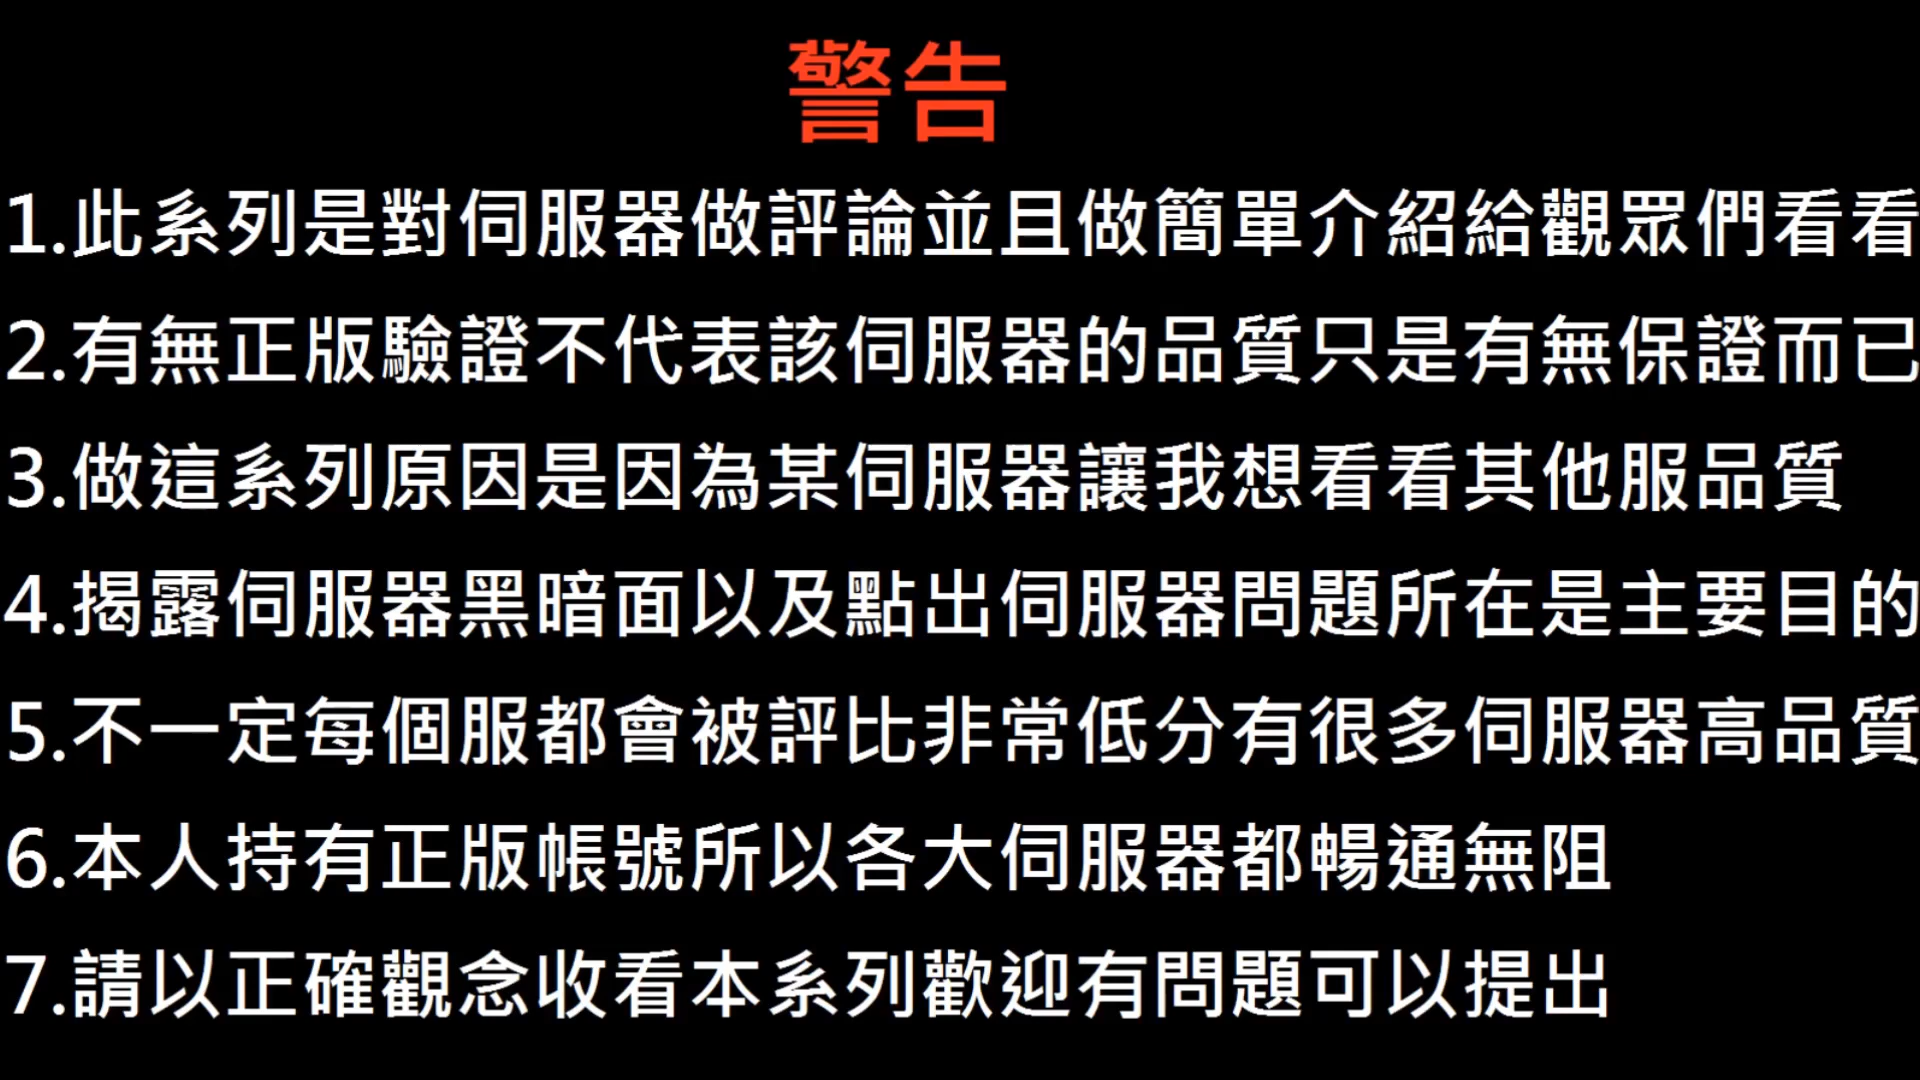 警告
1.此系列是對伺服器做評論並且做簡單介紹給觀眾們看看
2.有無正版驗證不代表該伺服器的品質只是有無保證而已
3.做這系列原因是因為某伺服器讓我想看看其他服品質
4.揭露伺服器黑暗面以及點出伺服器問題所在是主要目的
5.不一定每個服都會被評比非常低分有很多伺服器高品質
6.本人持有正版帳號所以各大伺服器都暢通無阻
7.請以正確觀念收看本系列歡迎有問題可以提出